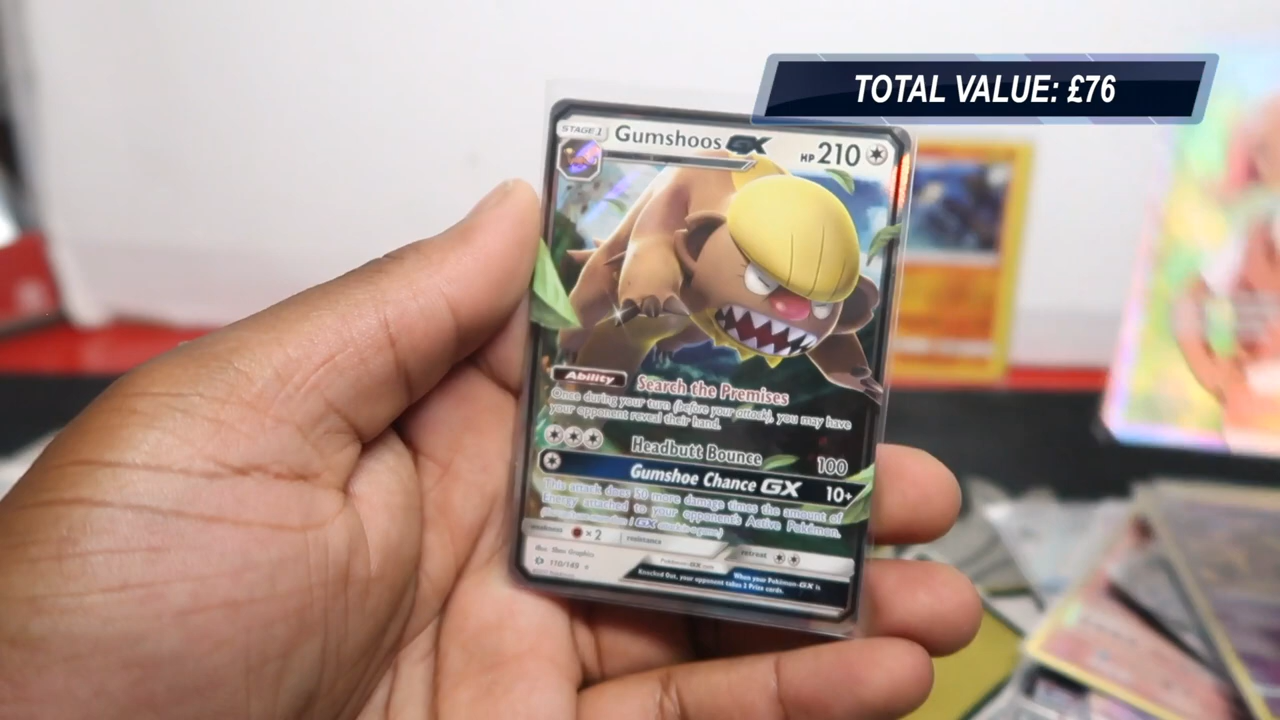 TOTAL VALUE: £76
STAGE 1
Gumshoos GX
HP 210
Ability
Search the Premises
Once during your turn (before your attack), you may have
your opponent reveal their hand.
Headbutt Bounce 100
Gumshoe Chance GX 10+
This attack does 50 more damage times the amount of
Energy attached to your opponent's Active Pokémon.
weakness ×2 resistance retreat
110/149
When your Pokémon-GX is
Knocked Out, your opponent takes 2 Prize cards.